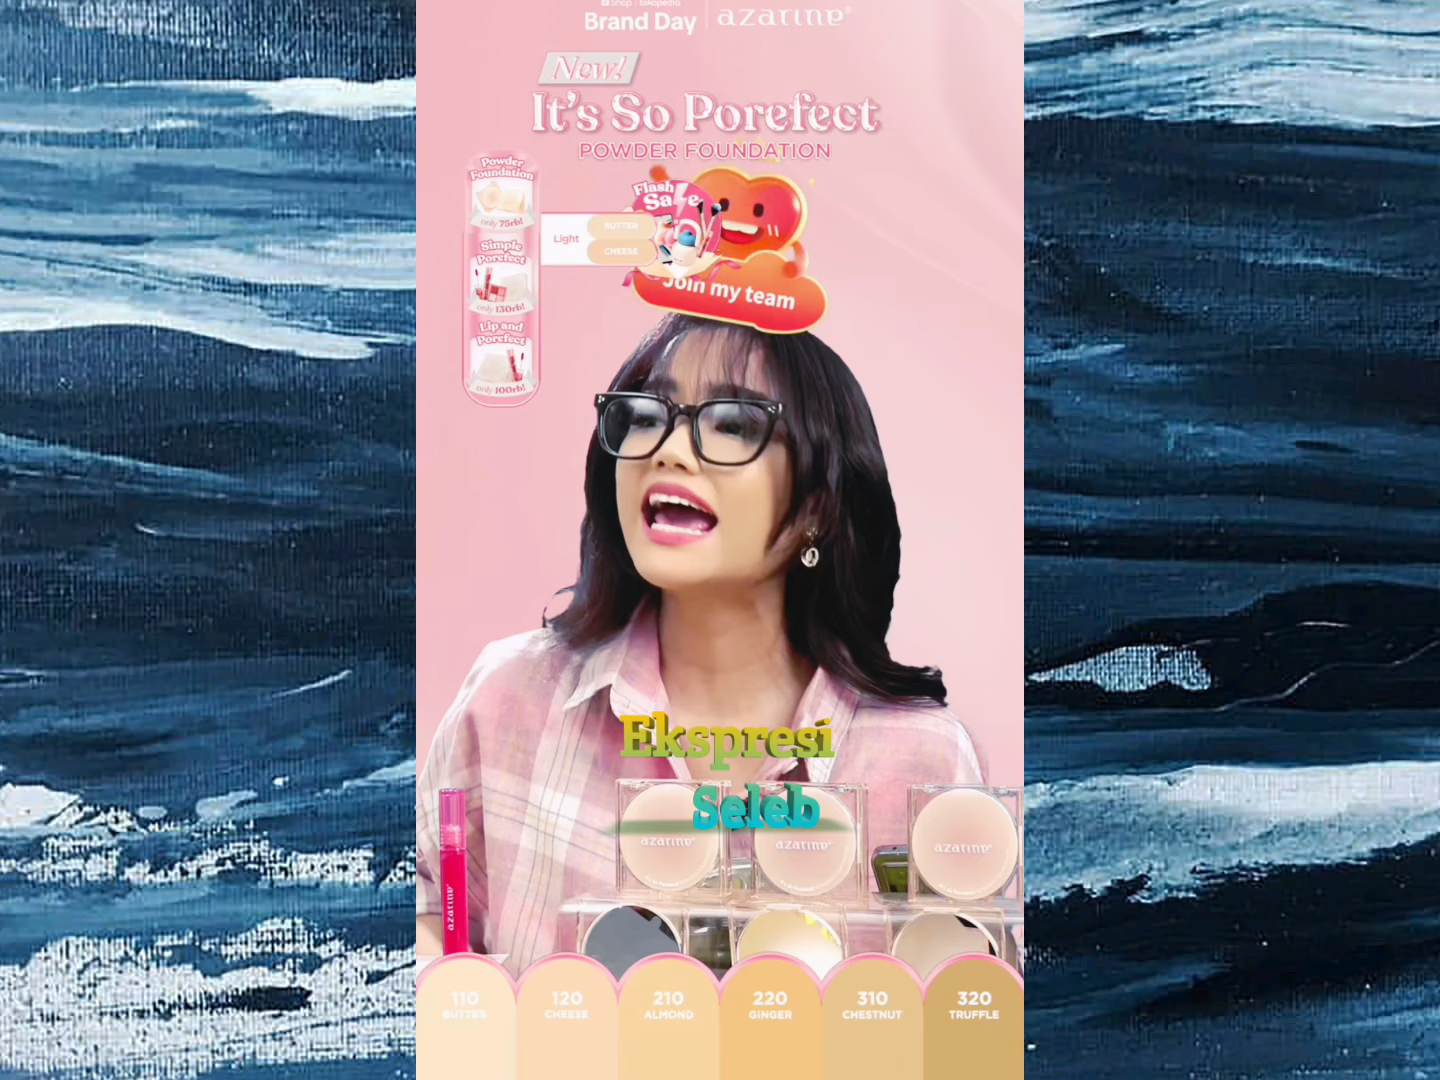 Shop | tokopedia
Brand Day
azarine
New!
It's So Porefect
POWDER FOUNDATION
Powder
Foundation
only 75rb!
Simple
Porefect
only 130rb!
Lip and
Porefect
only 100rb!
Light
BUTTER
CHEESE
Flash
Sale
Join my team
Ekspresi
Seleb
azarine
azarine
azarine
azarine
110
BUTTER
120
CHEESE
210
ALMOND
220
GINGER
310
CHESTNUT
320
TRUFFLE